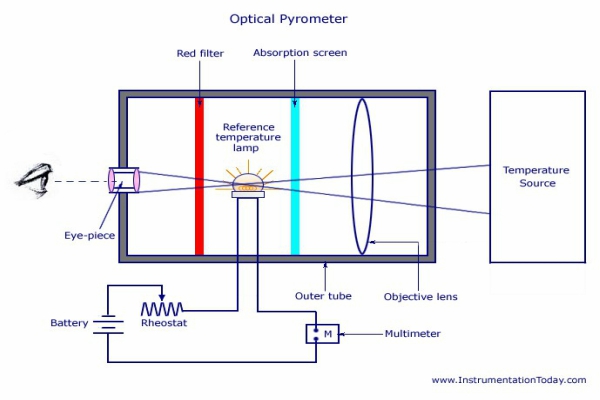 Optical Pyrometer
Red filter
Absorption screen
Reference
temperature
lamp
Temperature
Source
Eye-piece
Outer tube
Objective lens
Battery
Rheostat
M
Multimeter
www.InstrumentationToday.com